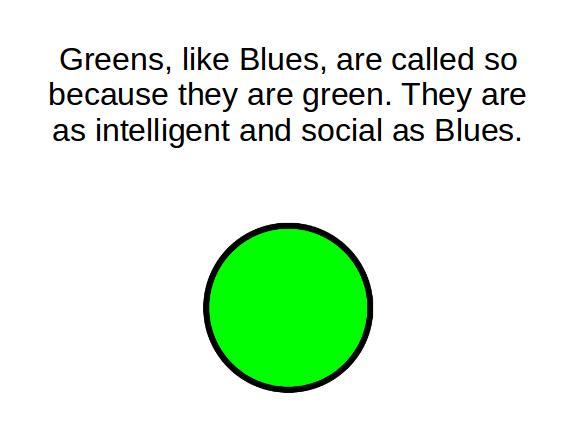 Greens, like Blues, are called so
because they are green. They are
as intelligent and social as Blues.